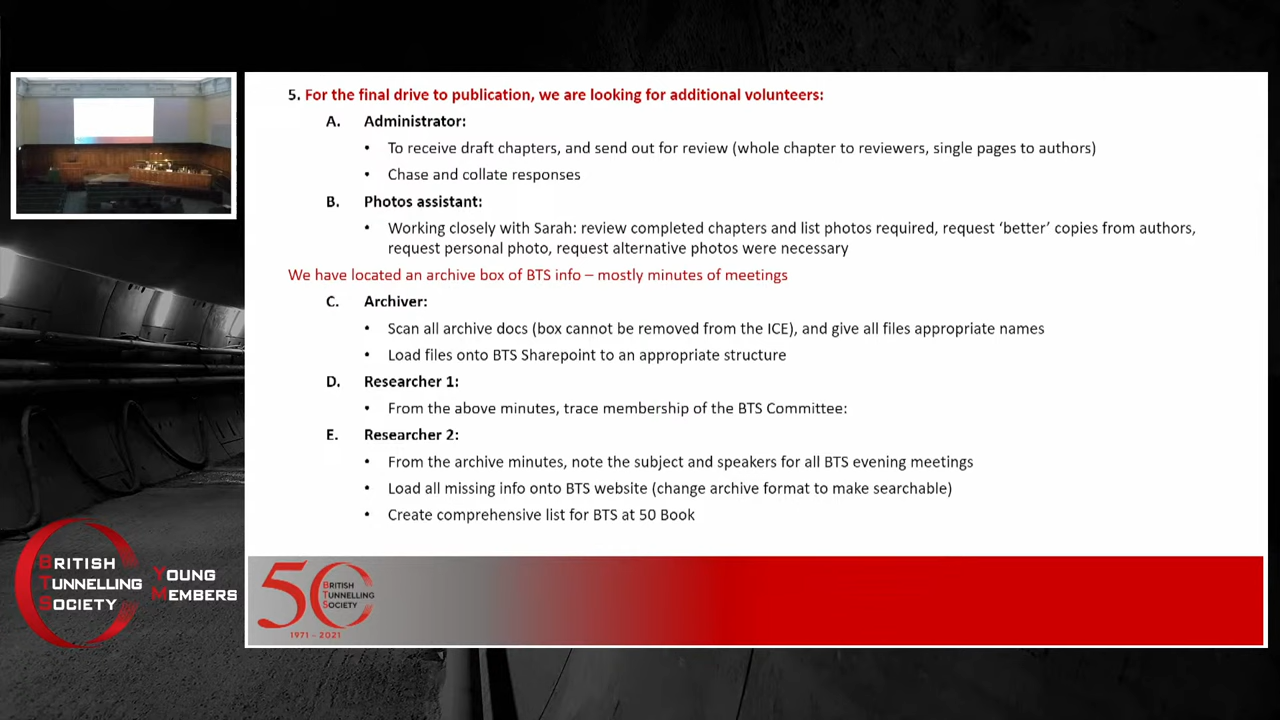 5. For the final drive to publication, we are looking for additional volunteers:
A. Administrator:
• To receive draft chapters, and send out for review (whole chapter to reviewers, single pages to authors)
• Chase and collate responses
B. Photos assistant:
• Working closely with Sarah: review completed chapters and list photos required, request ‘better’ copies from authors,
request personal photo, request alternative photos were necessary
We have located an archive box of BTS info – mostly minutes of meetings
C. Archiver:
• Scan all archive docs (box cannot be removed from the ICE), and give all files appropriate names
• Load files onto BTS Sharepoint to an appropriate structure
D. Researcher 1:
• From the above minutes, trace membership of the BTS Committee:
E. Researcher 2:
• From the archive minutes, note the subject and speakers for all BTS evening meetings
• Load all missing info onto BTS website (change archive format to make searchable)
• Create comprehensive list for BTS at 50 Book
BRITISH
TUNNELLING
SOCIETY
YOUNG
MEMBERS
50
BRITISH
TUNNELLING
SOCIETY
1971 – 2021